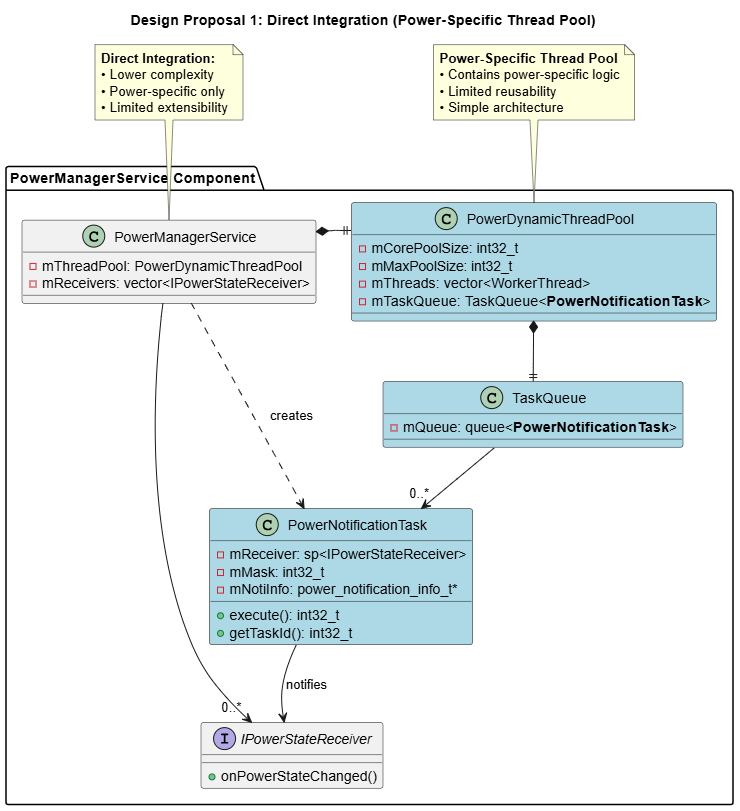 Design Proposal 1: Direct Integration (Power-Specific Thread Pool)
Direct Integration:
• Lower complexity
• Power-specific only
• Limited extensibility
Power-Specific Thread Pool
• Contains power-specific logic
• Limited reusability
• Simple architecture
PowerManagerService Component
C PowerManagerService
mThreadPool: PowerDynamicThreadPool
mReceivers: vector<IPowerStateReceiver>
C PowerDynamicThreadPool
mCorePoolSize: int32_t
mMaxPoolSize: int32_t
mThreads: vector<WorkerThread>
mTaskQueue: TaskQueue<PowerNotificationTask>
C TaskQueue
mQueue: queue<PowerNotificationTask>
creates
0..*
C PowerNotificationTask
mReceiver: sp<IPowerStateReceiver>
mMask: int32_t
mNotiInfo: power_notification_info_t*
execute(): int32_t
getTaskId(): int32_t
notifies
0..*
I IPowerStateReceiver
onPowerStateChanged()